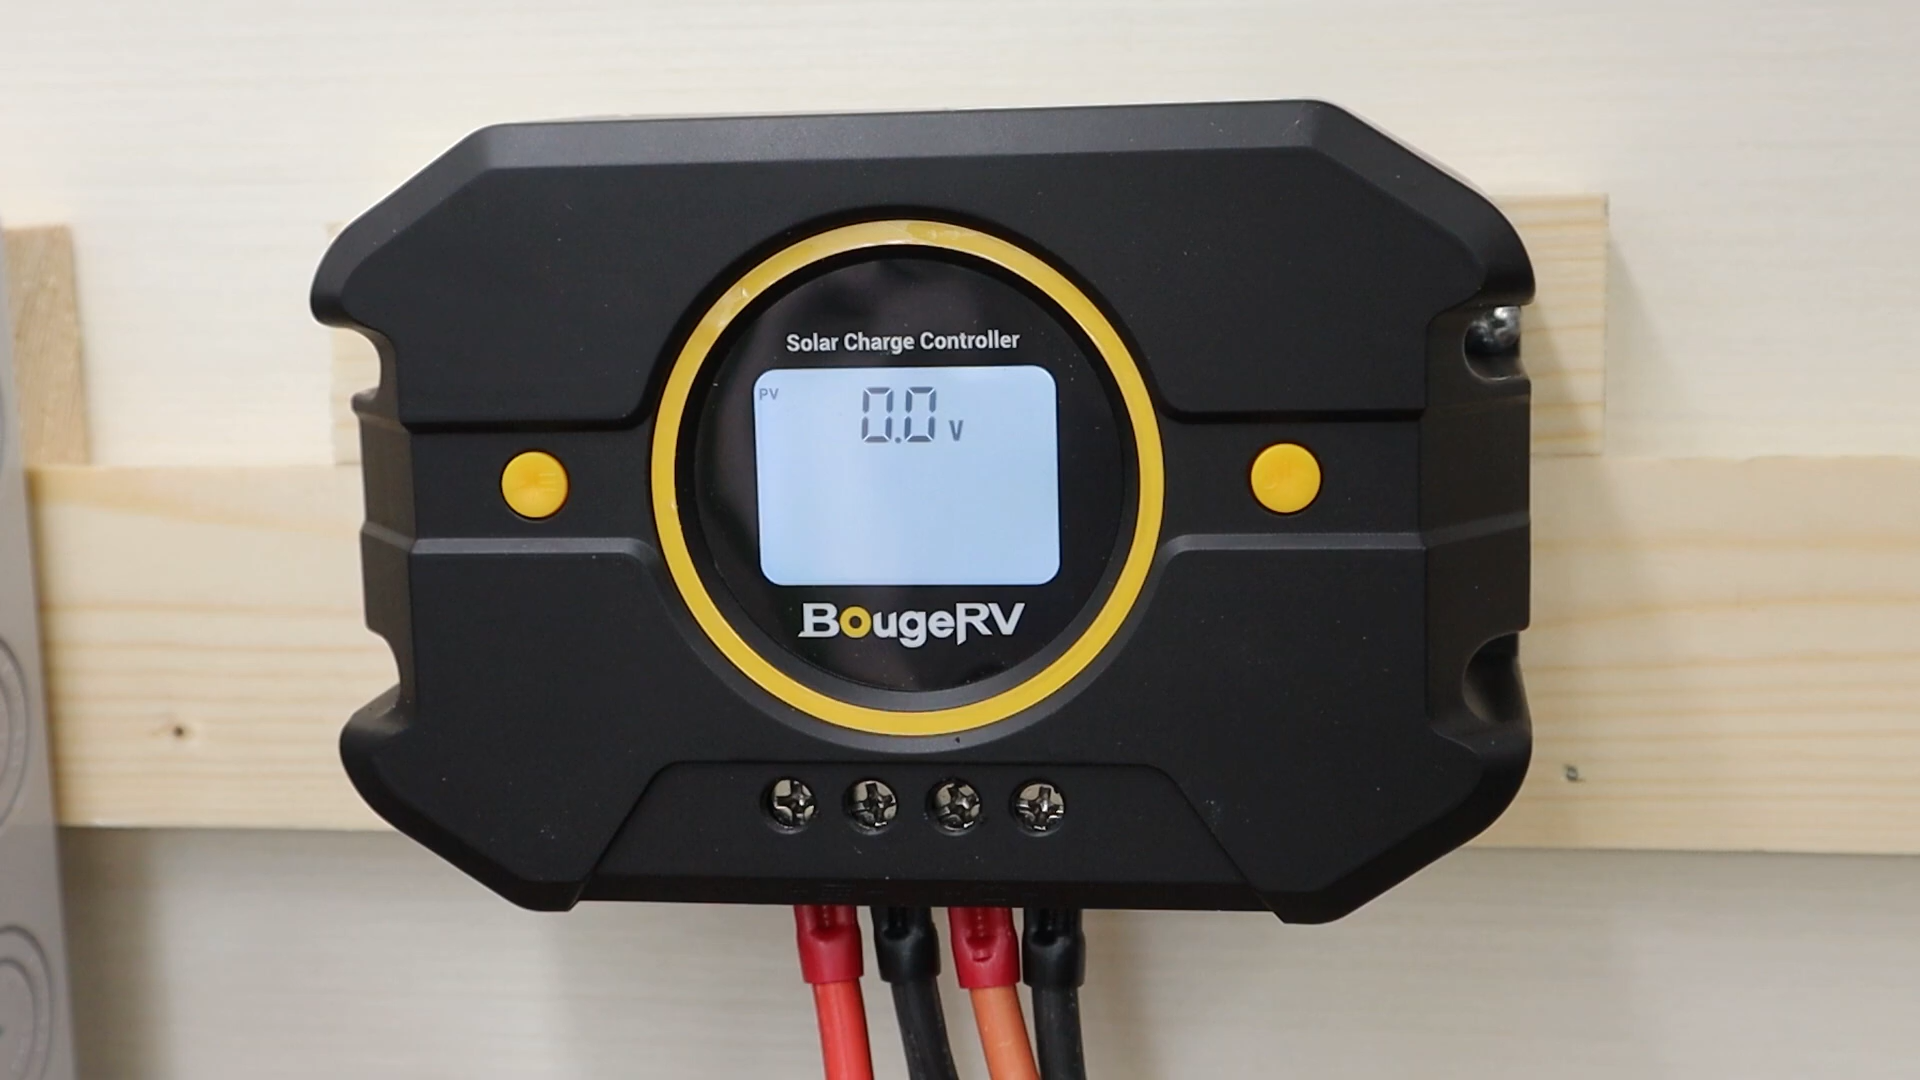 Solar Charge Controller
PV 0.0 V
BougeRV